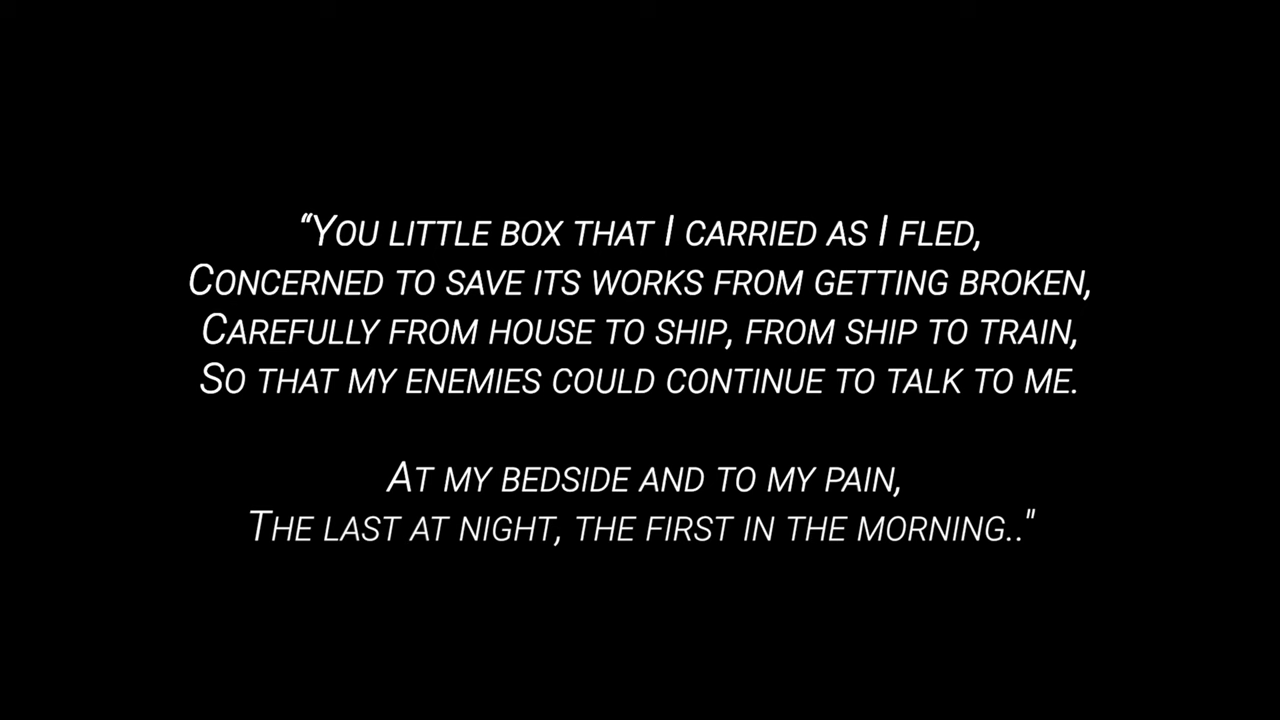 “You little box that I carried as I fled,
Concerned to save its works from getting broken,
Carefully from house to ship, from ship to train,
So that my enemies could continue to talk to me.
At my bedside and to my pain,
The last at night, the first in the morning.."